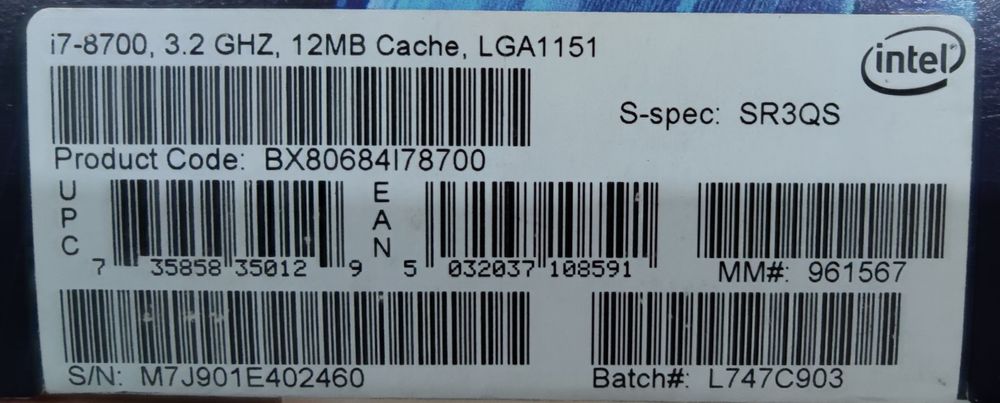 i7-8700, 3.2 GHZ, 12MB Cache, LGA1151
intel
S-spec: SR3QS
Product Code: BX80684I78700
UPC
7 35858 35012 9
EAN
5 032037 108591
MM#: 961567
S/N: M7J901E402460
Batch#: L747C903